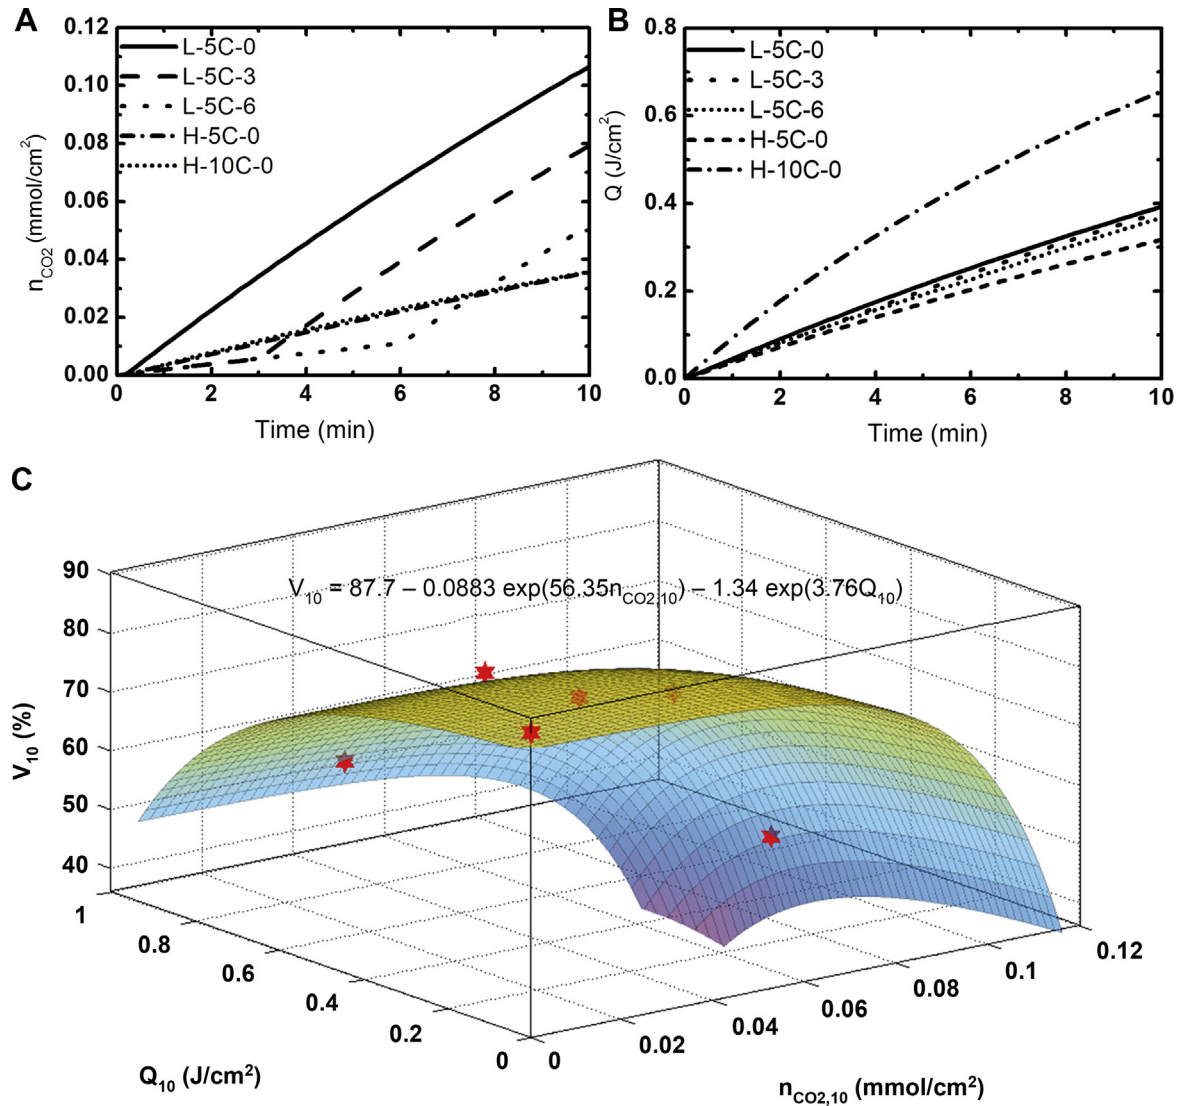 A
n_CO2 (mmol/cm²)
0.12
0.10
0.08
0.06
0.04
0.02
0.00
L-5C-0
L-5C-3
L-5C-6
H-5C-0
H-10C-0
0 2 4 6 8 10
Time (min)
B
Q (J/cm²)
0.8
0.6
0.4
0.2
0.0
L-5C-0
L-5C-3
L-5C-6
H-5C-0
H-10C-0
0 2 4 6 8 10
Time (min)
C
V₁₀ = 87.7 – 0.0883 exp(56.35n_CO2,10) – 1.34 exp(3.76Q₁₀)
V₁₀ (%)
90
80
70
60
50
40
1 0.8 0.6 0.4 0.2 0
Q₁₀ (J/cm²)
0 0.02 0.04 0.06 0.08 0.1 0.12
n_CO2,10 (mmol/cm²)